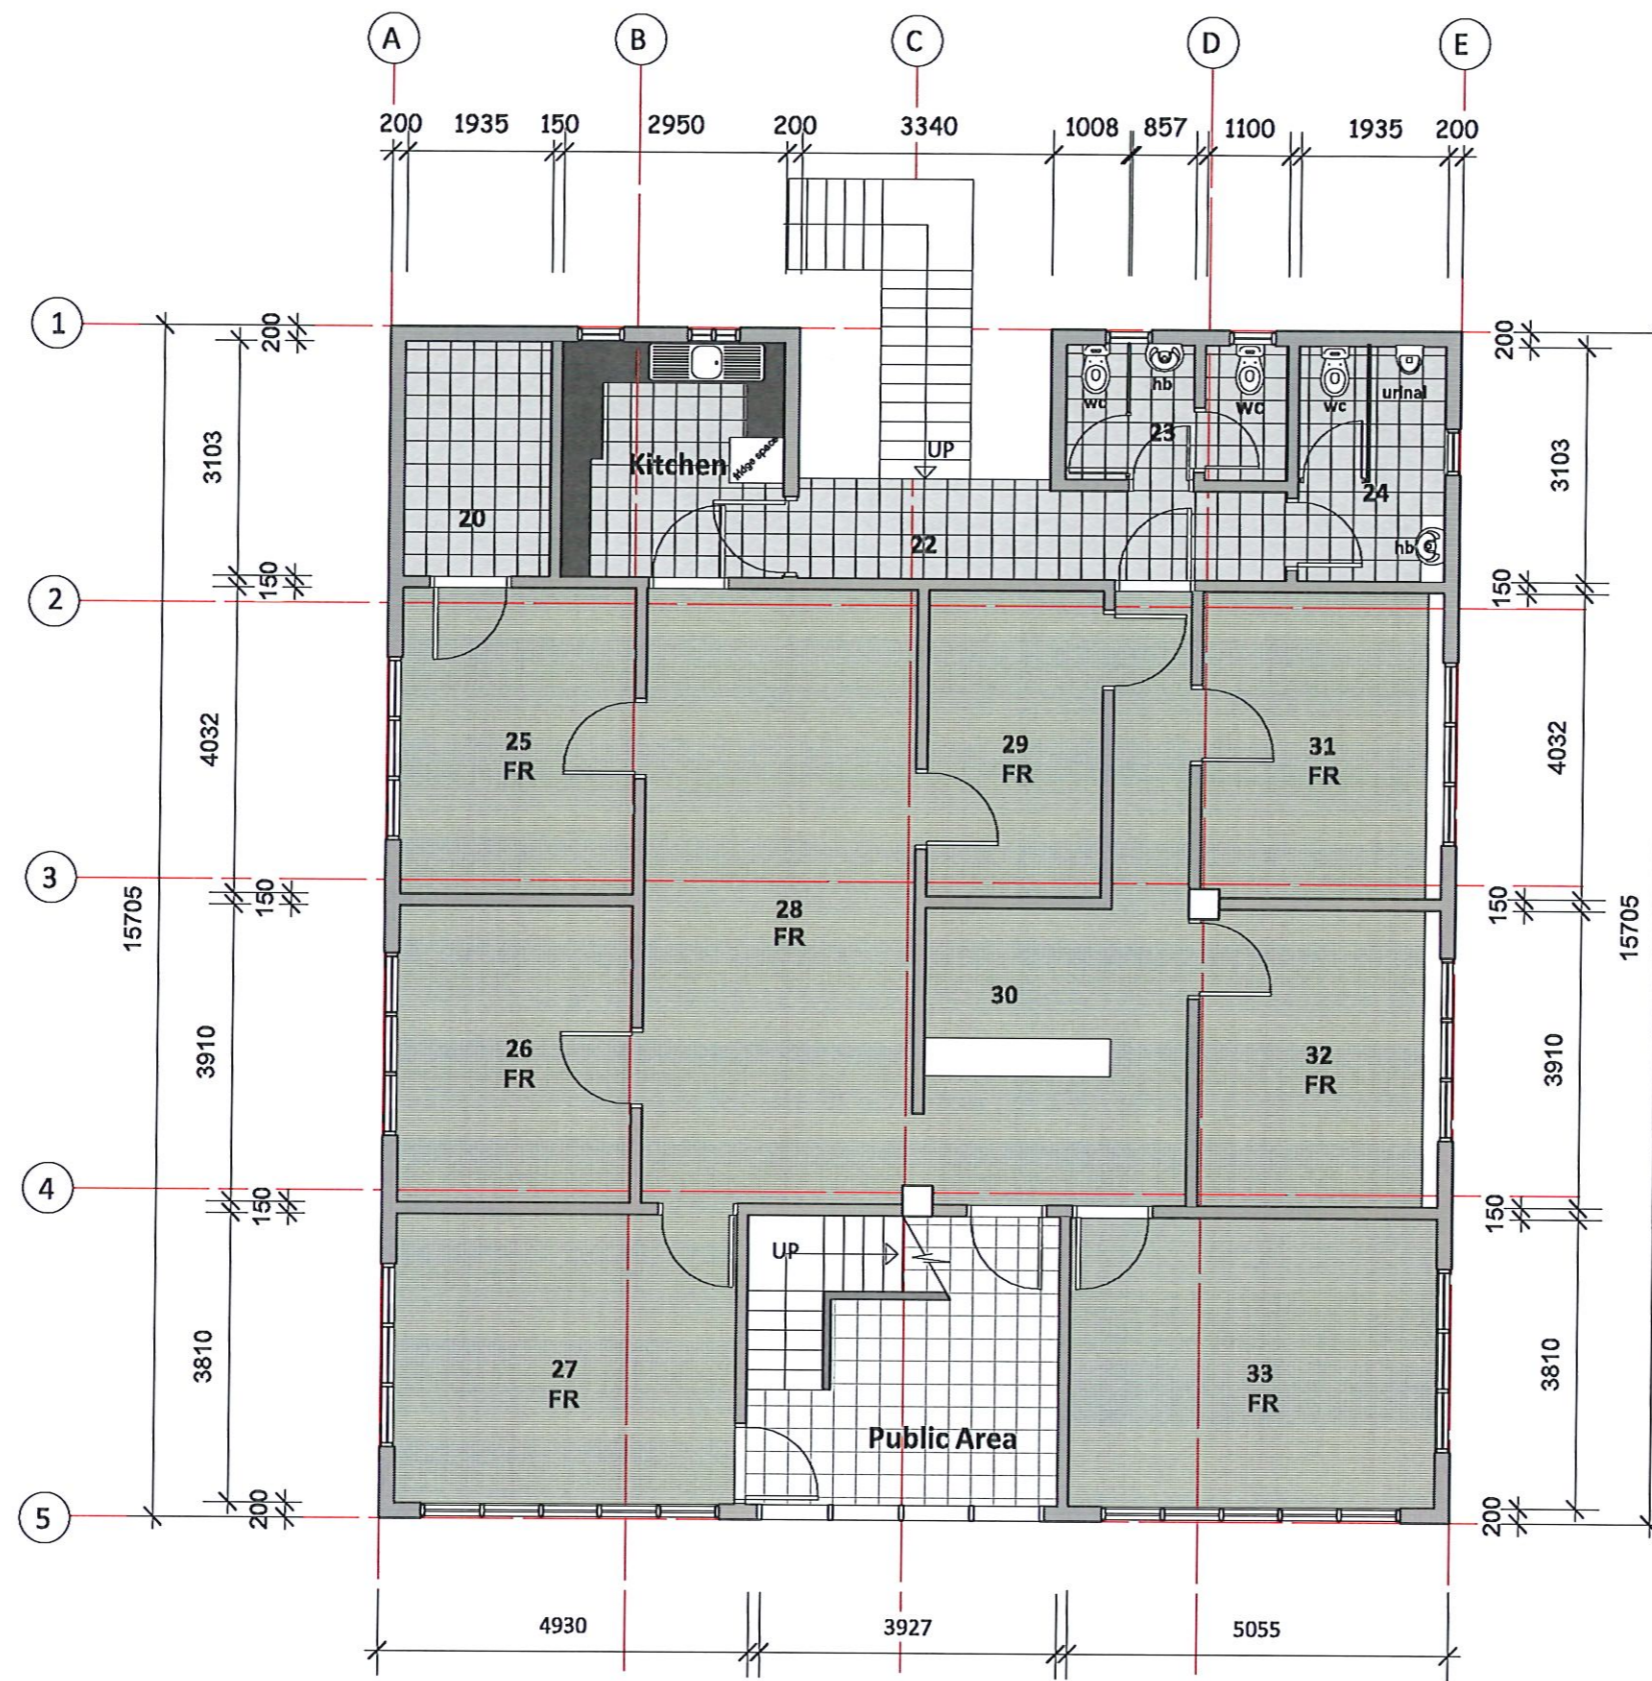 A B C D E
200 1935 150 2950 200 3340 1008 857 1100 1935 200
1
200
200
wc
hb
wc
wc
urinal
23
UP
3103
Kitchen
fridge space
3103
20
22
24
hb
150
150
2
4032
25
FR
29
FR
31
FR
4032
3
150
150
15705
28
FR
15705
30
3910
26
FR
32
FR
3910
4
150
150
UP
3810
27
FR
33
FR
3810
Public Area
5
200
200
4930 3927 5055